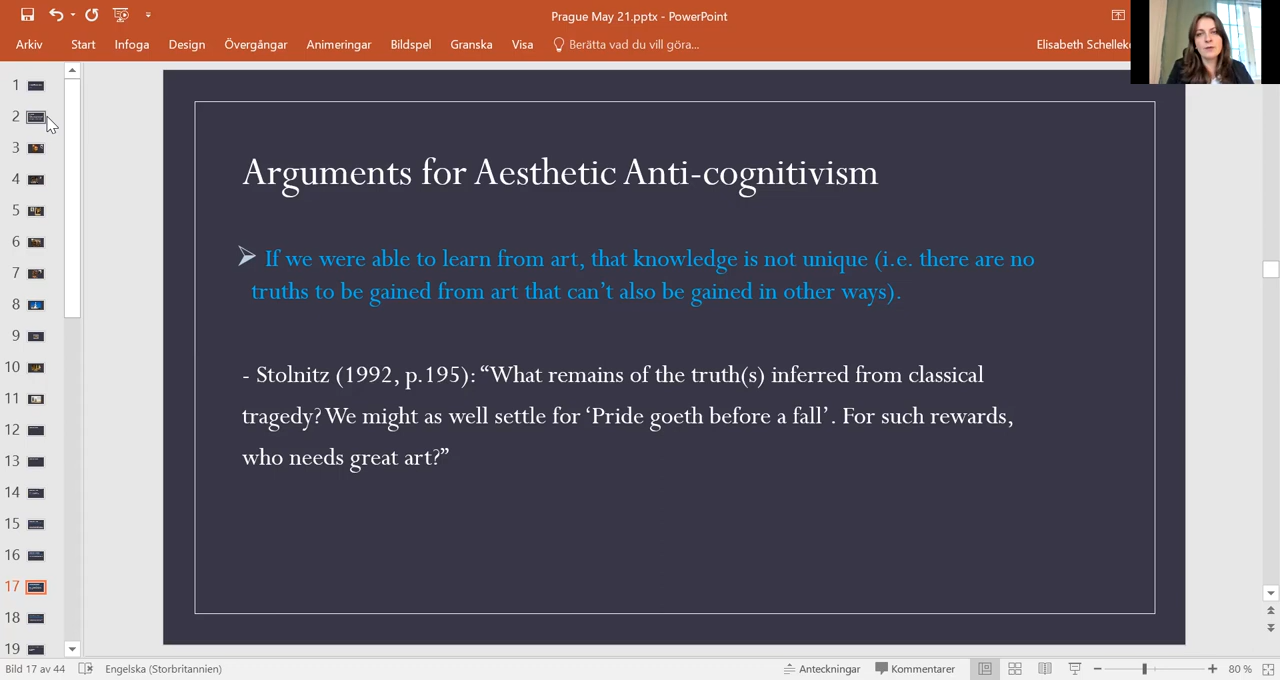 Prague May 21.pptx - PowerPoint
Arkiv Start Infoga Design Övergångar Animeringar Bildspel Granska Visa Berätta vad du vill göra... Elisabeth Schelleke
1
2
3
4
5
6
7
8
9
10
11
12
13
14
15
16
17
18
19
Arguments for Aesthetic Anti-cognitivism
➤ If we were able to learn from art, that knowledge is not unique (i.e. there are no
truths to be gained from art that can’t also be gained in other ways).
- Stolnitz (1992, p.195): “What remains of the truth(s) inferred from classical
tragedy? We might as well settle for ‘Pride goeth before a fall’. For such rewards,
who needs great art?”
Bild 17 av 44 Engelska (Storbritannien) Anteckningar Kommentarer 80 %